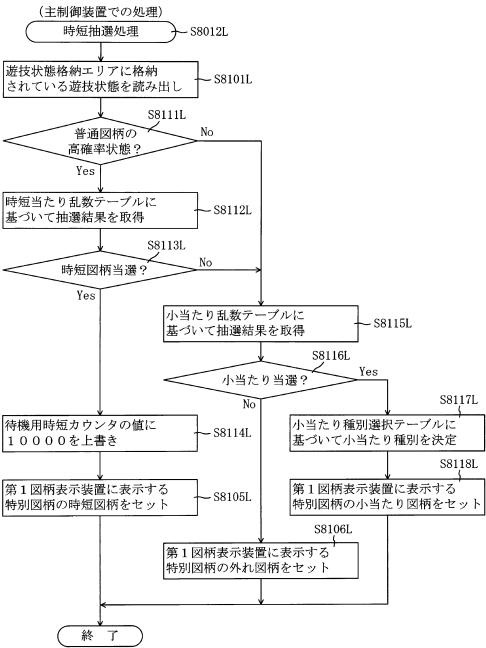 (主制御装置での処理)
時短抽選処理
S8012L
遊技状態格納エリアに格納
されている遊技状態を読み出し
S8101L
S8111L
普通図柄の
高確率状態？
No
Yes
時短当たり乱数テーブルに
基づいて抽選結果を取得
S8112L
S8113L
時短図柄当選？
No
Yes
小当たり乱数テーブルに
基づいて抽選結果を取得
S8115L
S8116L
小当たり当選？
Yes
No
S8117L
待機用時短カウンタの値に
１００００を上書き
S8114L
小当たり種別選択テーブルに
基づいて小当たり種別を決定
S8118L
第１図柄表示装置に表示する
特別図柄の時短図柄をセット
S8105L
第１図柄表示装置に表示する
特別図柄の小当たり図柄をセット
S8106L
第１図柄表示装置に表示する
特別図柄の外れ図柄をセット
終 了